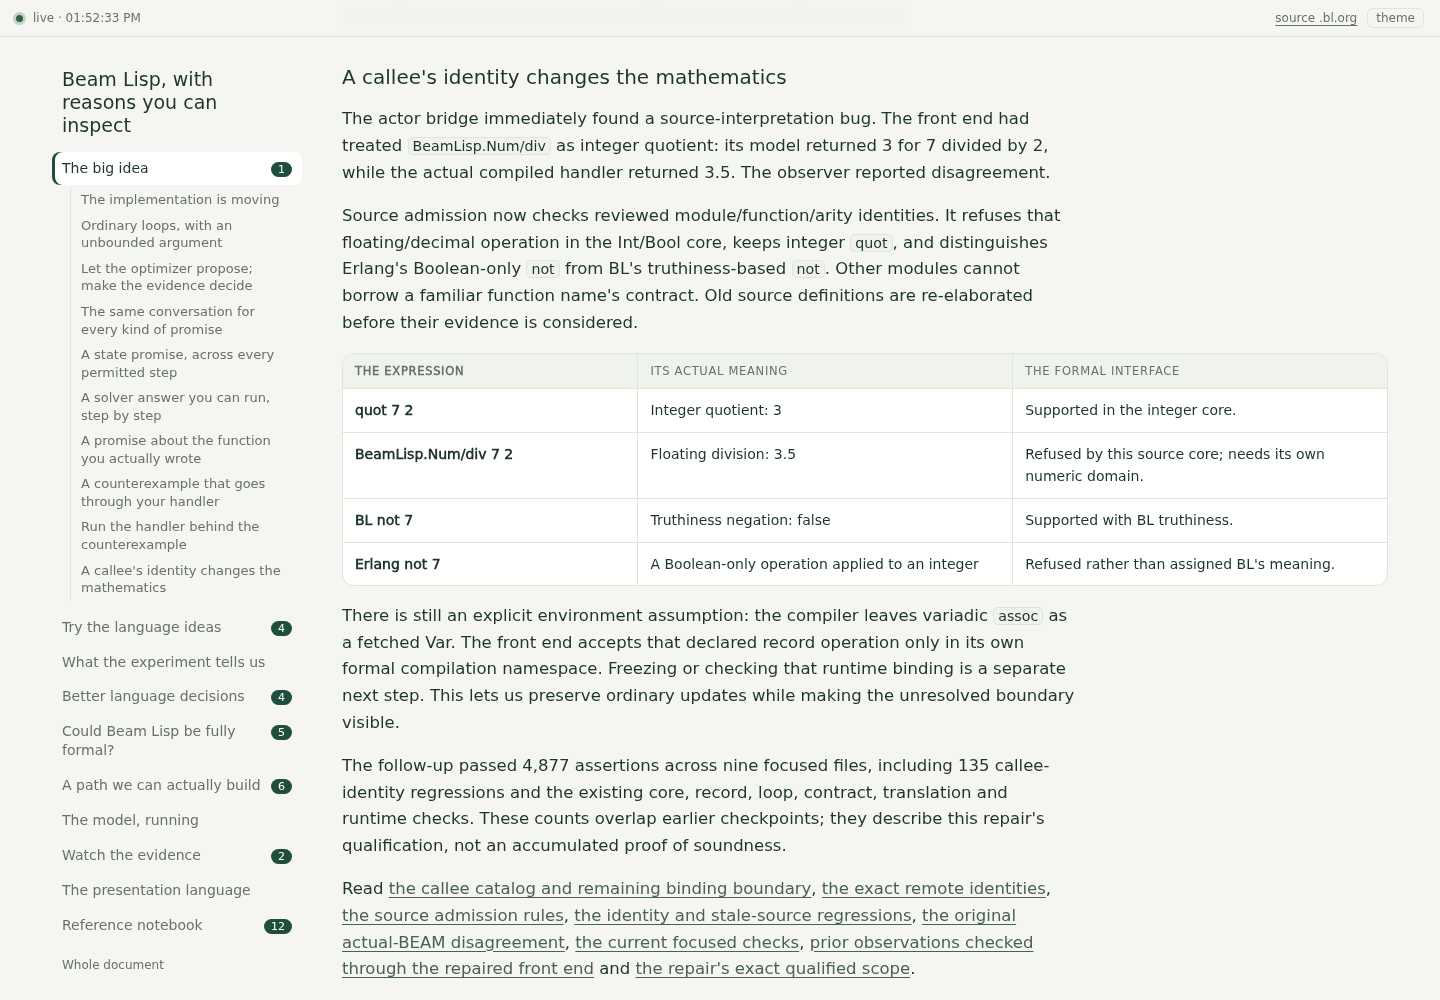 live · 01:52:33 PM
source .bl.org
theme
Beam Lisp, with
reasons you can
inspect
The big idea
1
The implementation is moving
Ordinary loops, with an
unbounded argument
Let the optimizer propose;
make the evidence decide
The same conversation for
every kind of promise
A state promise, across every
permitted step
A solver answer you can run,
step by step
A promise about the function
you actually wrote
A counterexample that goes
through your handler
Run the handler behind the
counterexample
A callee's identity changes the
mathematics
Try the language ideas
4
What the experiment tells us
Better language decisions
4
Could Beam Lisp be fully
formal?
5
A path we can actually build
6
The model, running
Watch the evidence
2
The presentation language
Reference notebook
12
Whole document
A callee's identity changes the mathematics
The actor bridge immediately found a source-interpretation bug. The front end had
treated BeamLisp.Num/div as integer quotient: its model returned 3 for 7 divided by 2,
while the actual compiled handler returned 3.5. The observer reported disagreement.
Source admission now checks reviewed module/function/arity identities. It refuses that
floating/decimal operation in the Int/Bool core, keeps integer quot, and distinguishes
Erlang's Boolean-only not from BL's truthiness-based not. Other modules cannot
borrow a familiar function name's contract. Old source definitions are re-elaborated
before their evidence is considered.
THE EXPRESSION
ITS ACTUAL MEANING
THE FORMAL INTERFACE
quot 7 2
Integer quotient: 3
Supported in the integer core.
BeamLisp.Num/div 7 2
Floating division: 3.5
Refused by this source core; needs its own
numeric domain.
BL not 7
Truthiness negation: false
Supported with BL truthiness.
Erlang not 7
A Boolean-only operation applied to an integer
Refused rather than assigned BL's meaning.
There is still an explicit environment assumption: the compiler leaves variadic assoc as
a fetched Var. The front end accepts that declared record operation only in its own
formal compilation namespace. Freezing or checking that runtime binding is a separate
next step. This lets us preserve ordinary updates while making the unresolved boundary
visible.
The follow-up passed 4,877 assertions across nine focused files, including 135 callee-
identity regressions and the existing core, record, loop, contract, translation and
runtime checks. These counts overlap earlier checkpoints; they describe this repair's
qualification, not an accumulated proof of soundness.
Read the callee catalog and remaining binding boundary, the exact remote identities,
the source admission rules, the identity and stale-source regressions, the original
actual-BEAM disagreement, the current focused checks, prior observations checked
through the repaired front end and the repair's exact qualified scope.